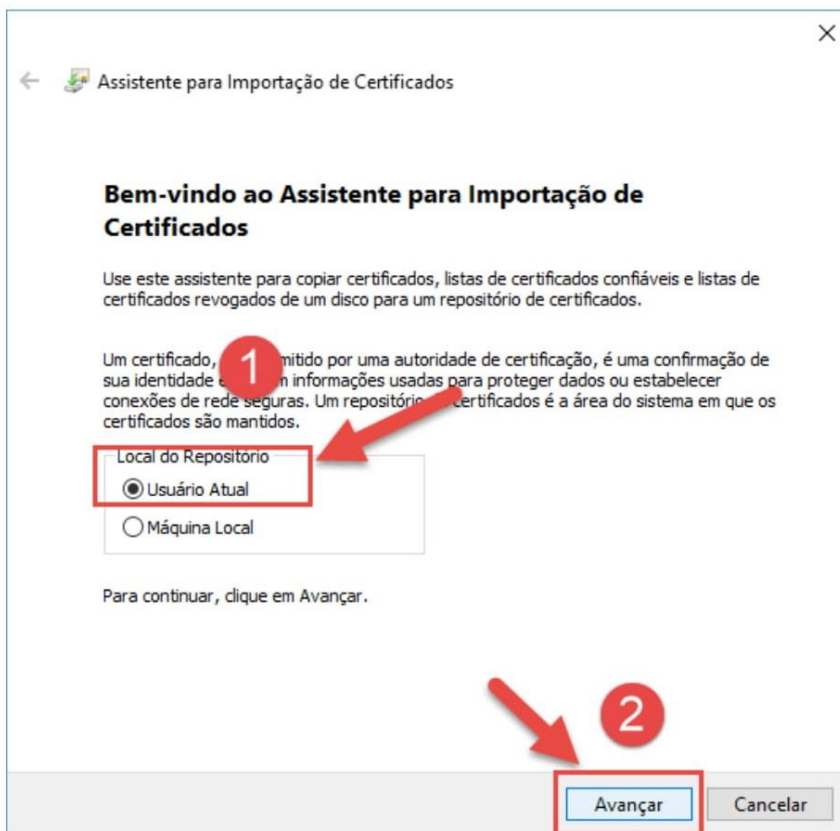 Assistente para Importação de Certificados
Bem-vindo ao Assistente para Importação de
Certificados
Use este assistente para copiar certificados, listas de certificados confiáveis e listas de
certificados revogados de um disco para um repositório de certificados.
Um certificado, mitido por uma autoridade de certificação, é uma confirmação de
sua identidade informações usadas para proteger dados ou estabelecer
conexões de rede seguras. Um repositório certificados é a área do sistema em que os
certificados são mantidos.
1
Local do Repositório
Usuário Atual
Máquina Local
Para continuar, clique em Avançar.
2
Avançar Cancelar